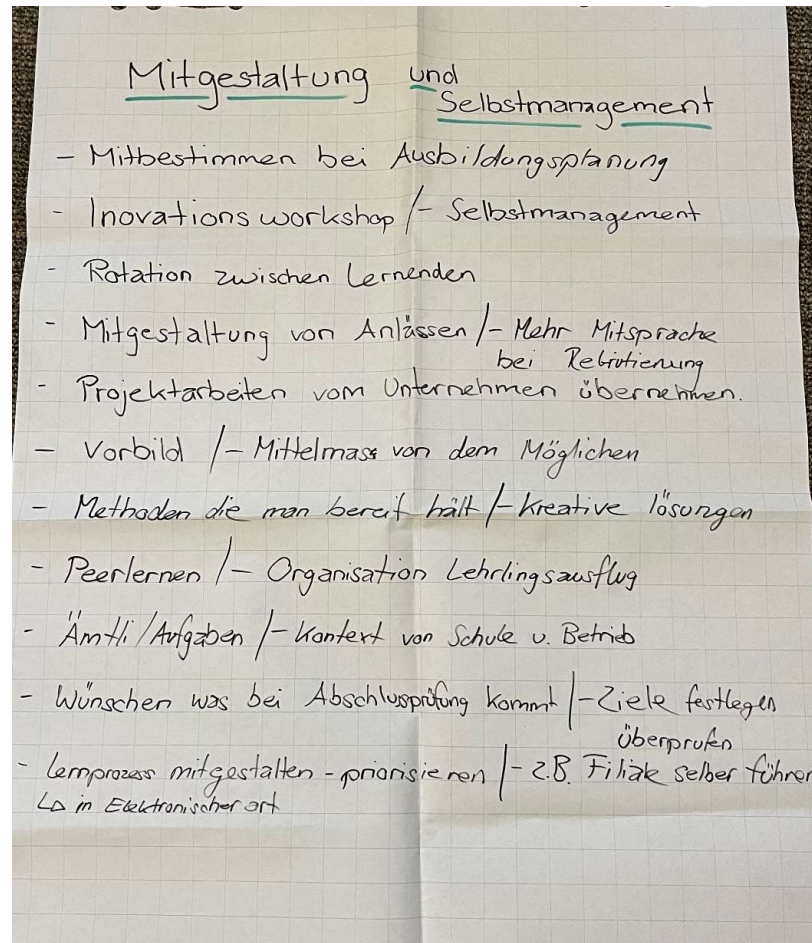 Mitgestaltung und
Selbstmanagement
- Mitbestimmen bei Ausbildungsplanung
- Inovations workshop /- Selbstmanagement
- Rotation zwischen Lernenden
- Mitgestaltung von Anlässen /- Mehr Mitsprache
bei Rekrutierung
- Projektarbeiten vom Unternehmen übernehmen.
- Vorbild /- Mittelmass von dem Möglichen
- Methoden die man bereit hält /- kreative lösungen
- Peerlernen /- Organisation Lehrlingsausflug
- Ämtli/Aufgaben /- Kontext von Schule u. Betrieb
- Wünschen was bei Abschlussprüfung kommt /- Ziele festlegen
überprüfen
- Lernprozess mitgestalten - priorisieren /- z.B. Filiale selber führen
↳ in Elektronischer ort